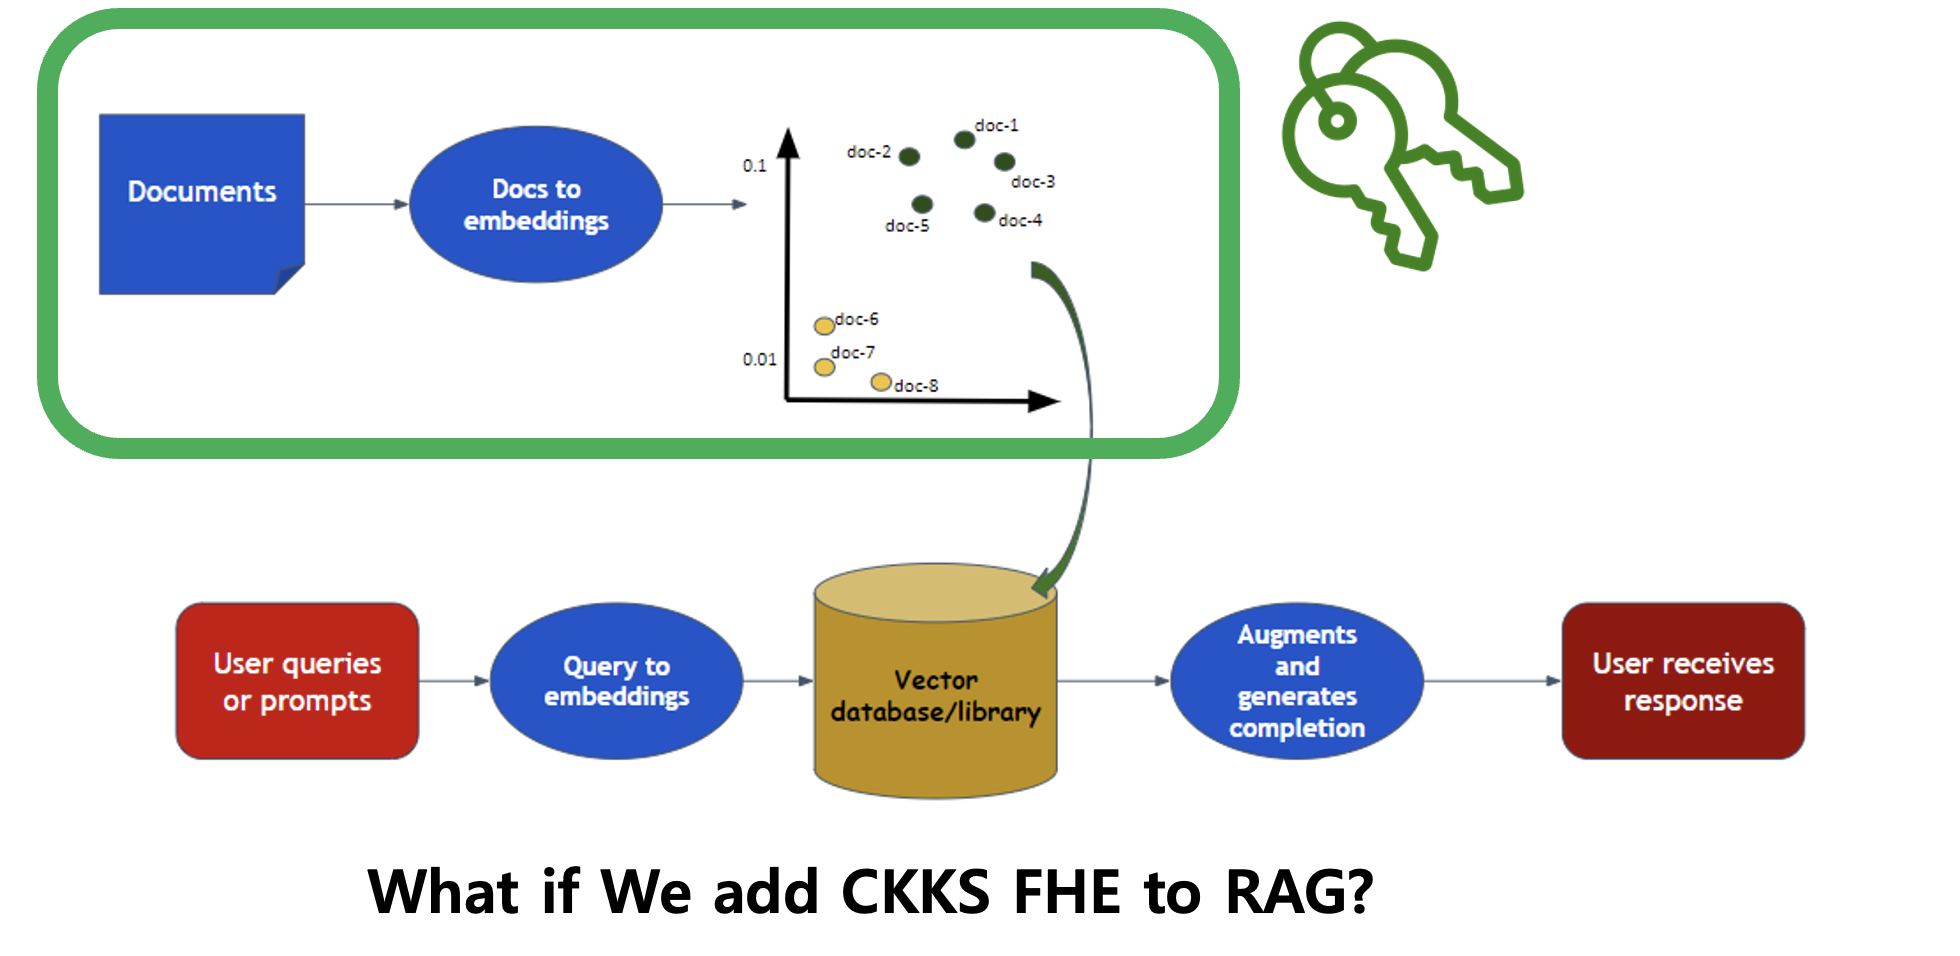 Documents
Docs to
embeddings
0.1
doc-1
doc-2
doc-3
doc-4
doc-5
doc-6
0.01
doc-7
doc-8
User queries
or prompts
Query to
embeddings
Vector
database/library
Augments
and
generates
completion
User receives
response
What if We add CKKS FHE to RAG?